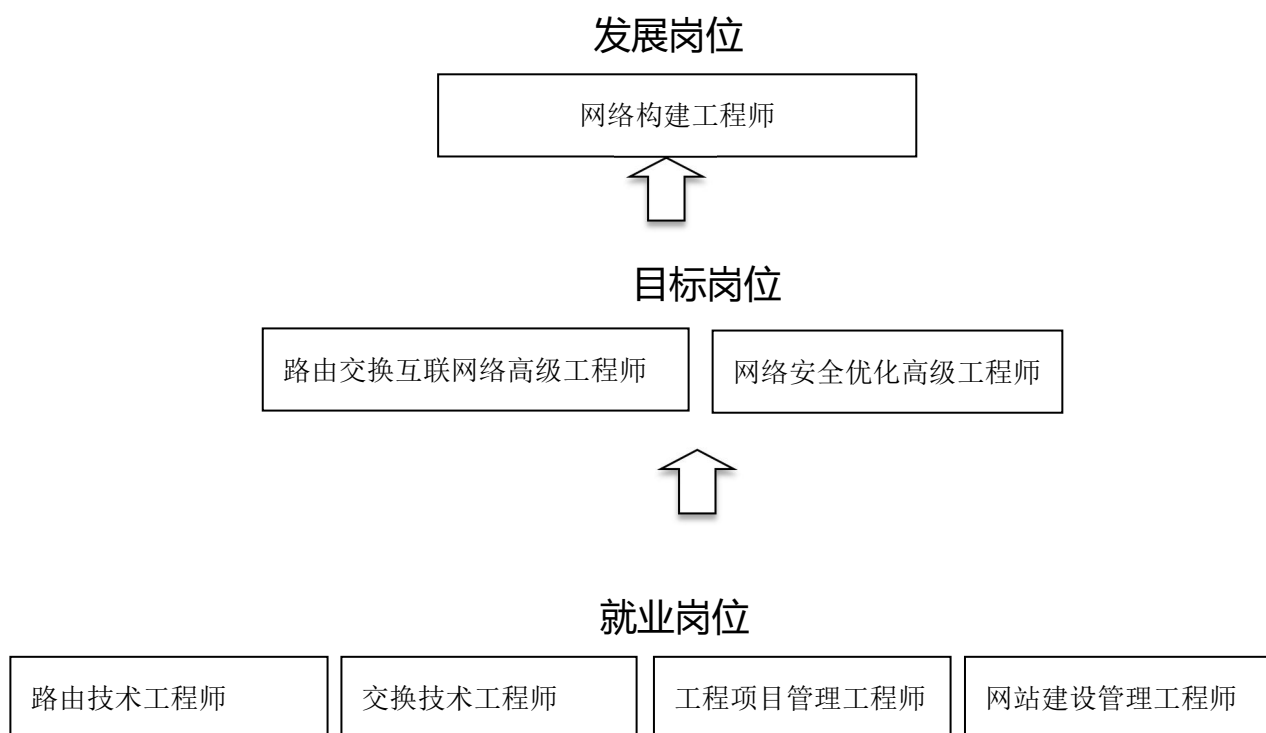 发展岗位
网络构建工程师
目标岗位
路由交换互联网络高级工程师
网络安全优化高级工程师
就业岗位
路由技术工程师
交换技术工程师
工程项目管理工程师
网站建设管理工程师